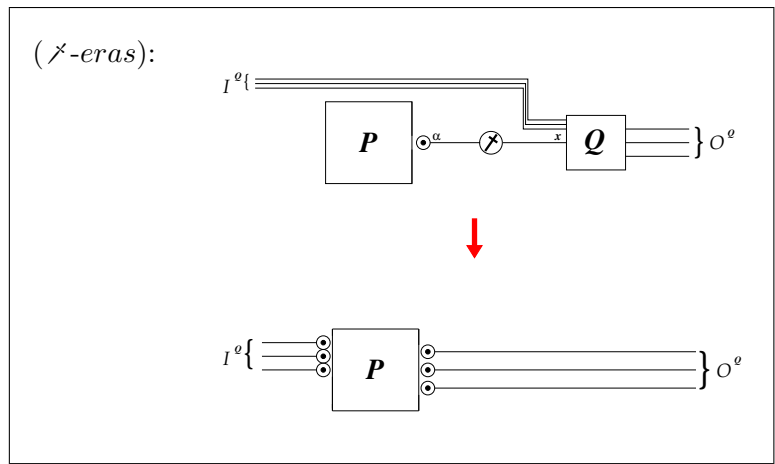 (⌿-eras):
I^Q{
P α x Q } O^Q
I^Q{ P } O^Q